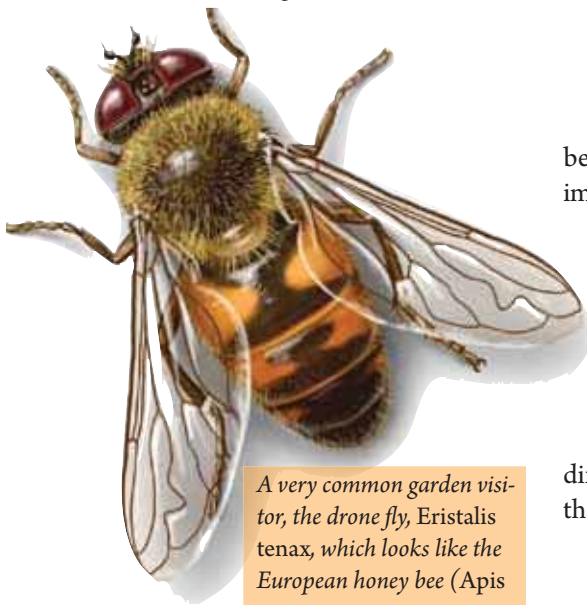 be
im
A very common garden visi-
tor, the drone fly, Eristalis
tenax, which looks like the
European honey bee (Apis
th